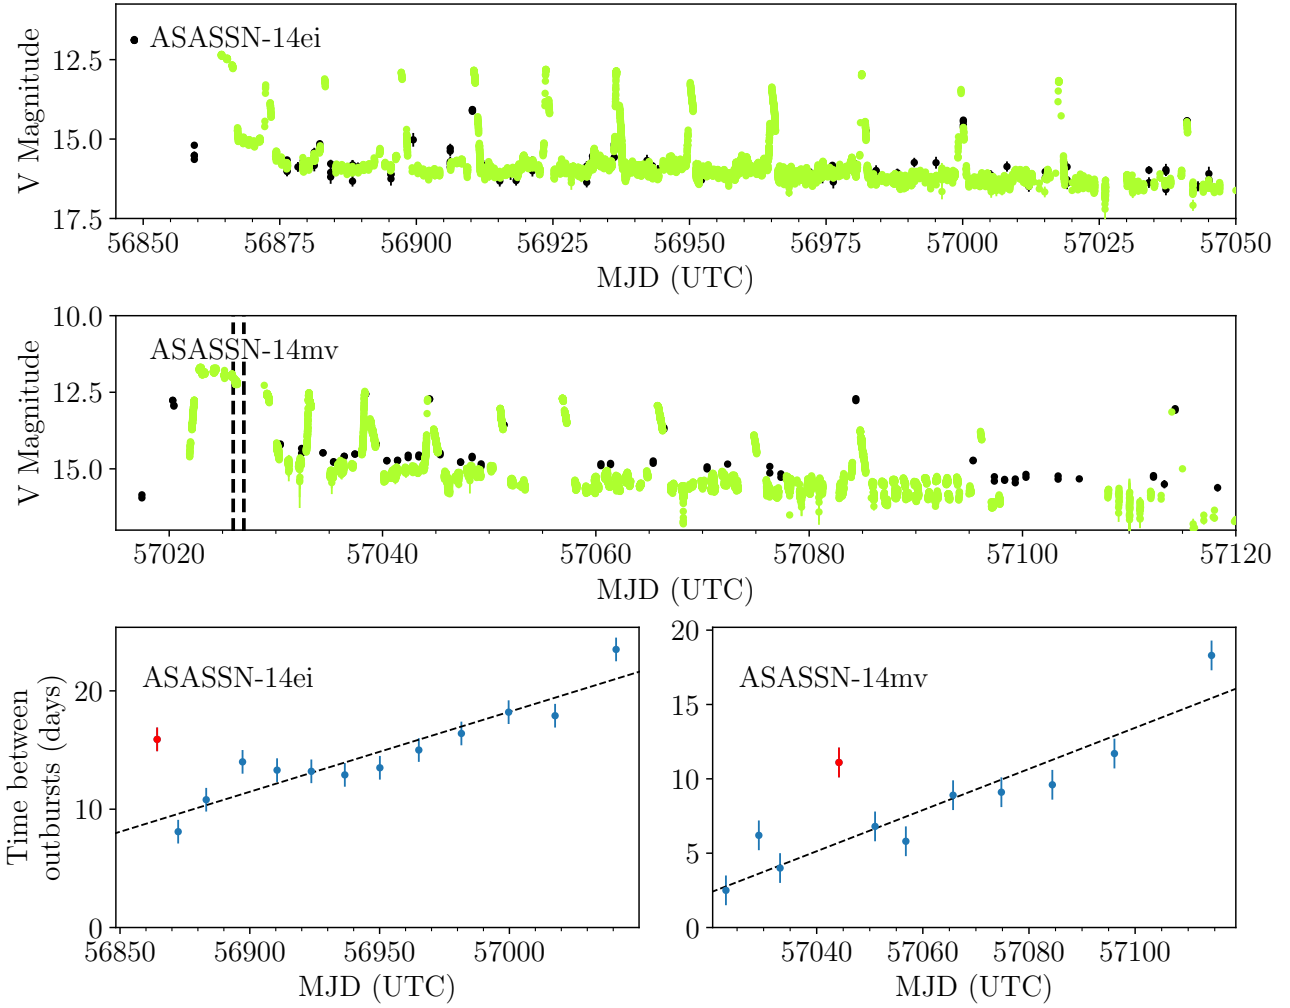 ASASSN-14ei
V Magnitude
12.5
15.0
17.5
56850 56875 56900 56925 56950 56975 57000 57025 57050
MJD (UTC)
ASASSN-14mv
V Magnitude
10.0
12.5
15.0
57020 57040 57060 57080 57100 57120
MJD (UTC)
ASASSN-14ei
Time between
outbursts (days)
20
10
0
56850 56900 56950 57000
MJD (UTC)
ASASSN-14mv
20
15
10
5
0
57040 57060 57080 57100
MJD (UTC)